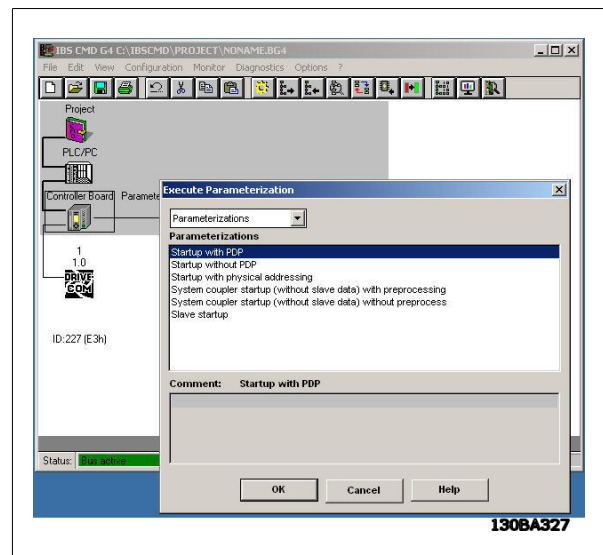 IBS CMD G4 C:\IBSCMD\PROJECT\NONAME.BG4
File Edit View Configuration Monitor Diagnostics Options ?
Project
PLC/PC
Controller Board Paramete
1
1.0
DRIVE
COM
ID:227 (E3h)
Status: Bus active
Execute Parameterization
Parameterizations
Parameterizations
Startup with PDP
Startup without PDP
Startup with physical addressing
System coupler startup (without slave data) with preprocessing
System coupler startup (without slave data) without preprocess
Slave startup
Comment: Startup with PDP
OK Cancel Help
130BA327